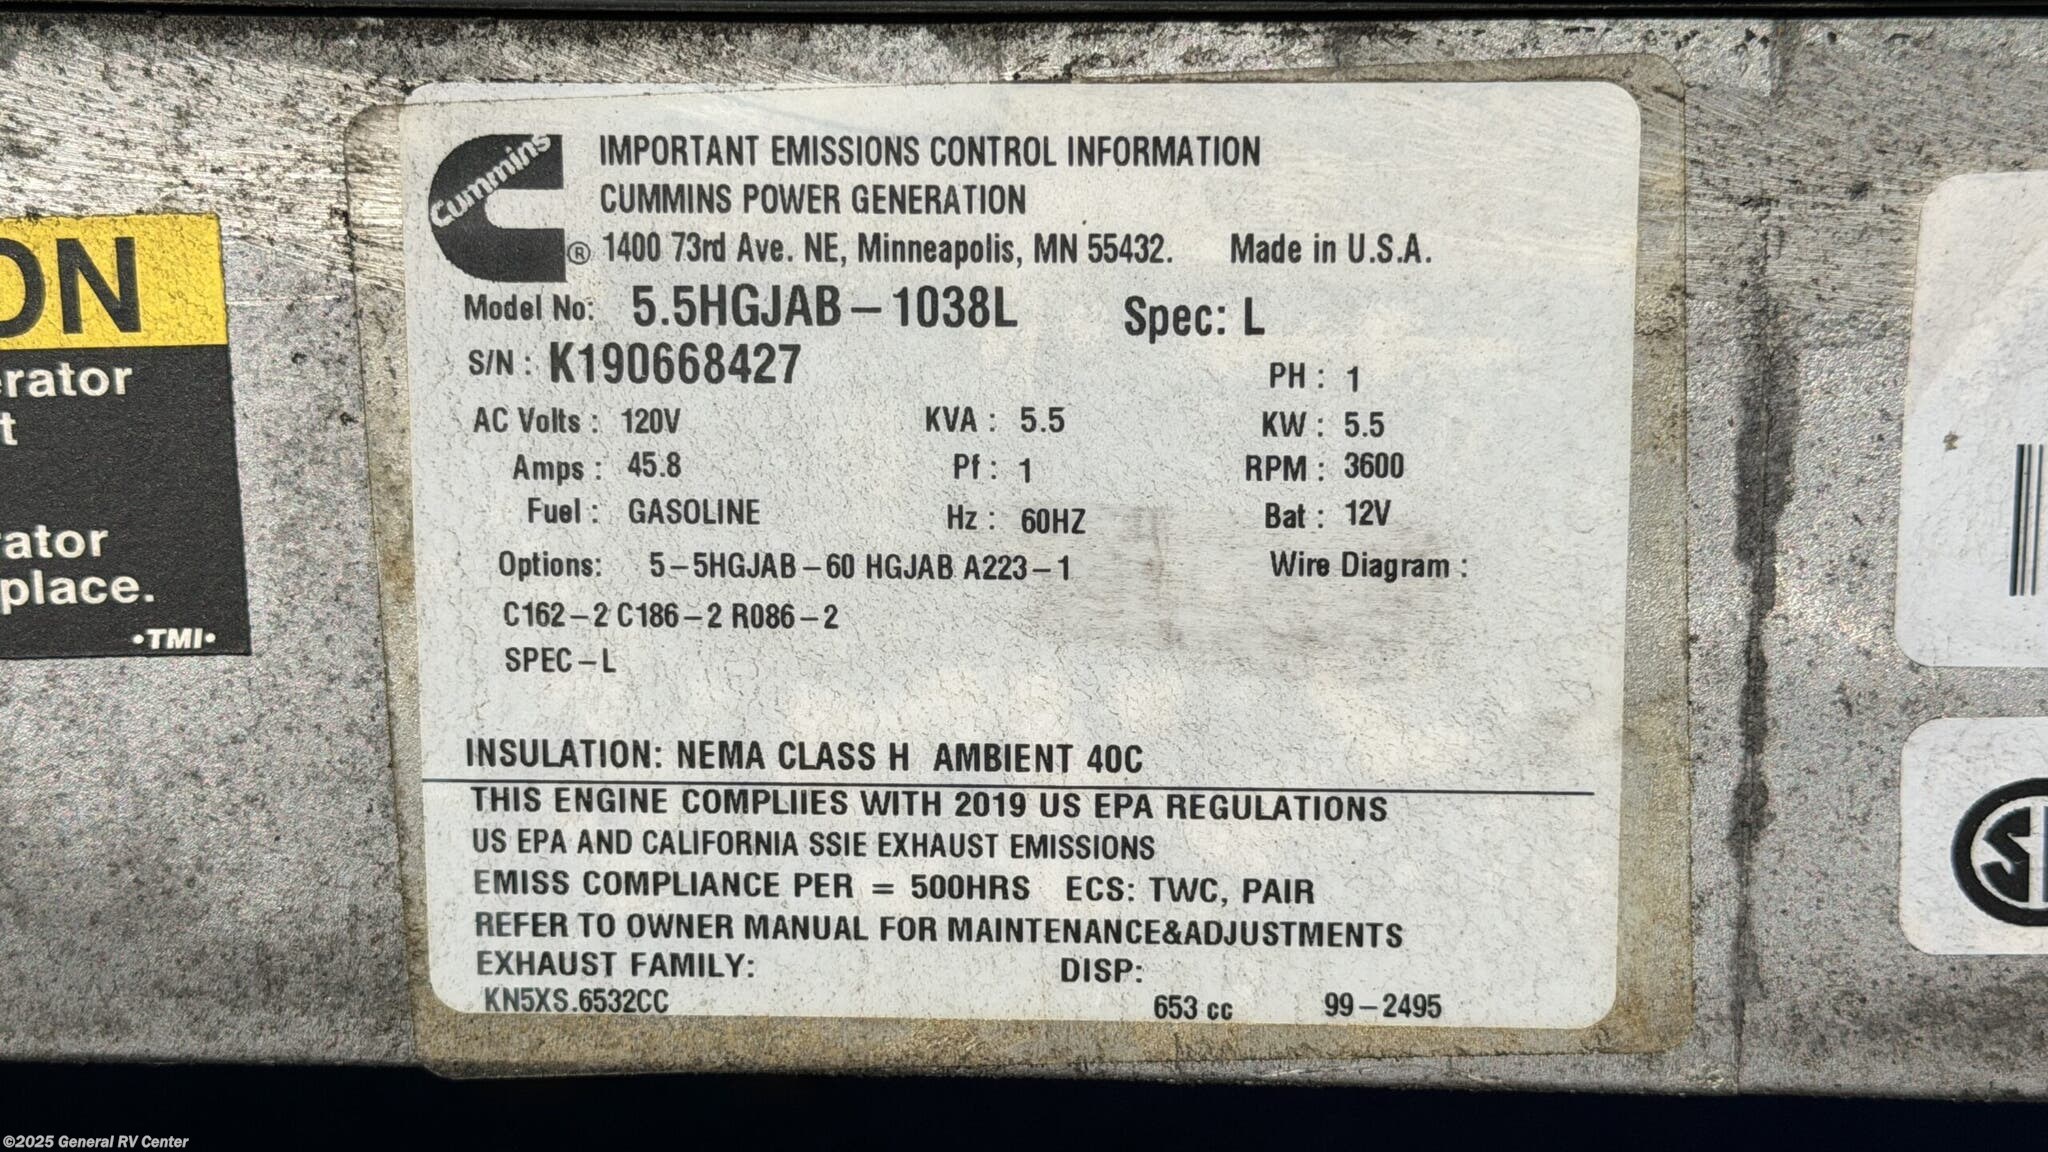 Cummins
®
IMPORTANT EMISSIONS CONTROL INFORMATION
CUMMINS POWER GENERATION
1400 73rd Ave. NE, Minneapolis, MN 55432. Made in U.S.A.
Model No: 5.5HGJAB-1038L Spec: L
S/N : K190668427 PH : 1
AC Volts : 120V KVA : 5.5 KW : 5.5
Amps : 45.8 Pf : 1 RPM : 3600
Fuel : GASOLINE Hz : 60HZ Bat : 12V
Options: 5-5HGJAB-60 HGJAB A223-1 Wire Diagram :
C162-2 C186-2 R086-2
SPEC-L
INSULATION: NEMA CLASS H AMBIENT 40C
THIS ENGINE COMPLIIES WITH 2019 US EPA REGULATIONS
US EPA AND CALIFORNIA SSIE EXHAUST EMISSIONS
EMISS COMPLIANCE PER = 500HRS ECS: TWC, PAIR
REFER TO OWNER MANUAL FOR MAINTENANCE&ADJUSTMENTS
EXHAUST FAMILY: DISP:
KN5XS.6532CC 653 cc 99-2495
ON
erator
t
ator
place.
•TMI•
©2025 General RV Center